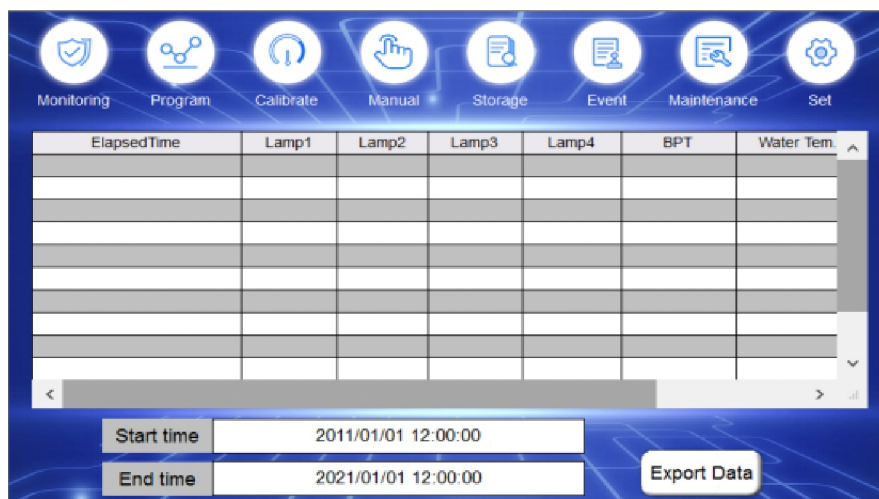 Monitoring Program Calibrate Manual Storage Event Maintenance Set
ElapsedTime Lamp1 Lamp2 Lamp3 Lamp4 BPT Water Tem.
Start time 2011/01/01 12:00:00
End time 2021/01/01 12:00:00
Export Data